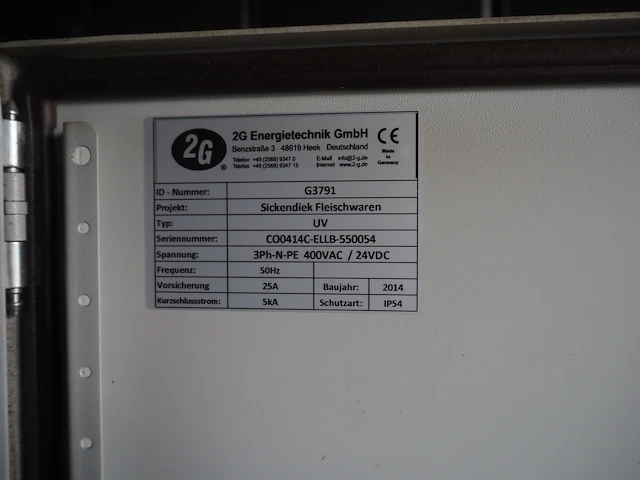 2G
®
2G Energietechnik GmbH
Benzstraße 3 48619 Heek Deutschland
Telefon +49 (2568) 9347 0 E-Mail info@2-g.de
Telefax +49 (2568) 9347 15 Internet www.2-g.de
CE
Made in Germany
ID - Nummer: G3791
Projekt: Sickendiek Fleischwaren
Typ: UV
Seriennummer: CO0414C-ELLB-550054
Spannung: 3Ph-N-PE 400VAC / 24VDC
Frequenz: 50Hz
Vorsicherung 25A Baujahr: 2014
Kurzschlussstrom: 5kA Schutzart: IP54